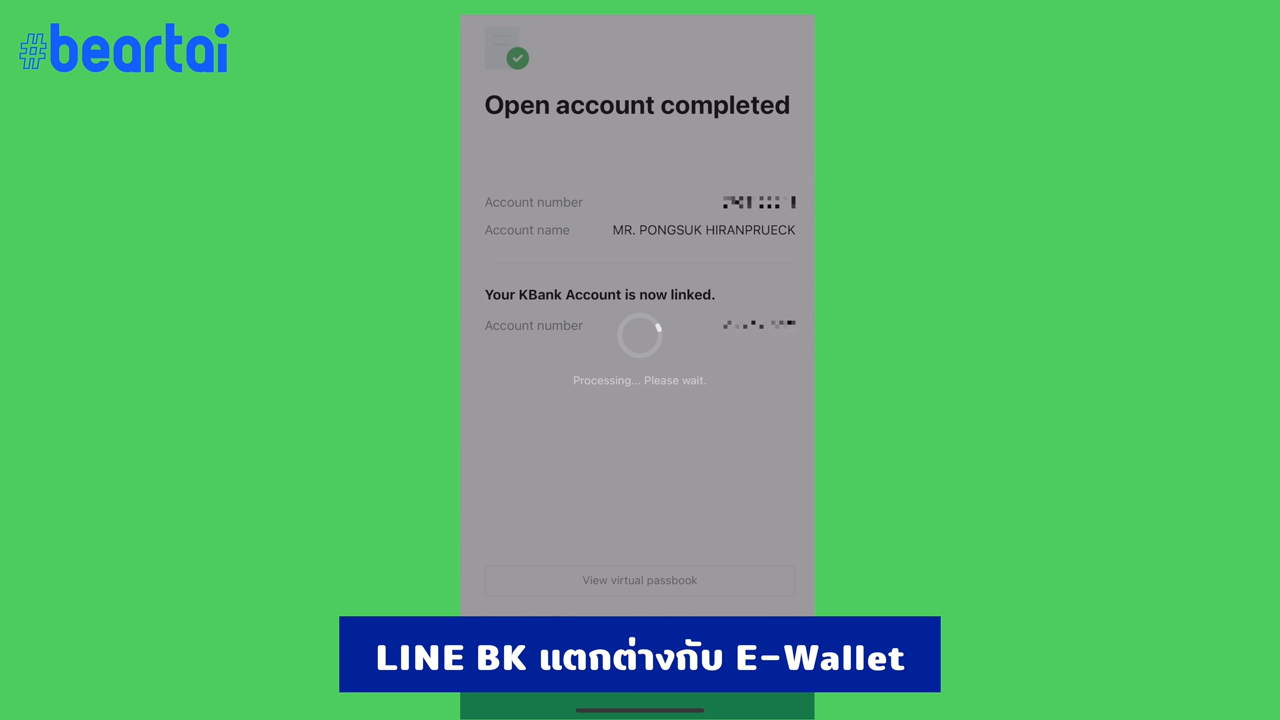 #beartai
Open account completed
Account number
Account name MR. PONGSUK HIRANPRUECK
Your KBank Account is now linked.
Account number
Processing... Please wait.
View virtual passbook
LINE BK แตกต่างกับ E-Wallet